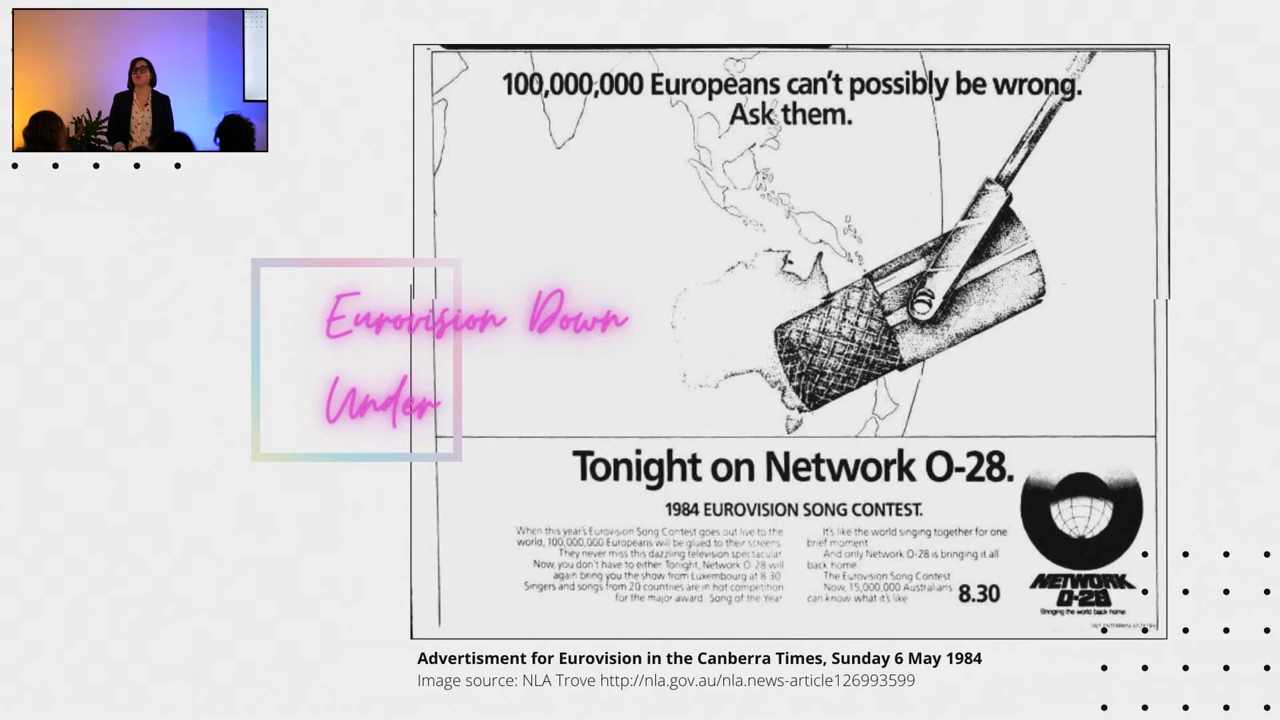 100,000,000 Europeans can't possibly be wrong.
Ask them.
Eurovision Down
Under
Tonight on Network O-28.
1984 EUROVISION SONG CONTEST.
When this year's Eurovision Song Contest goes out live to the
world, 100,000,000 Europeans will be glued to their screens.
They never miss this dazzling television spectacular
Now, you don't have to either Tonight, Network O-28 will
again bring you the show from Luxembourg at 8 30
Singers and songs from 20 countries are in hot competition
for the major award Song of the Year
It's like the world singing together for one
brief moment
And only Network O-28 is bringing it all
back home
The Eurovision Song Contest
Now, 15,000,000 Australians
can know what it's like
8.30
NETWORK
O-28
Bringing the world back home
Advertisment for Eurovision in the Canberra Times, Sunday 6 May 1984
Image source: NLA Trove http://nla.gov.au/nla.news-article126993599